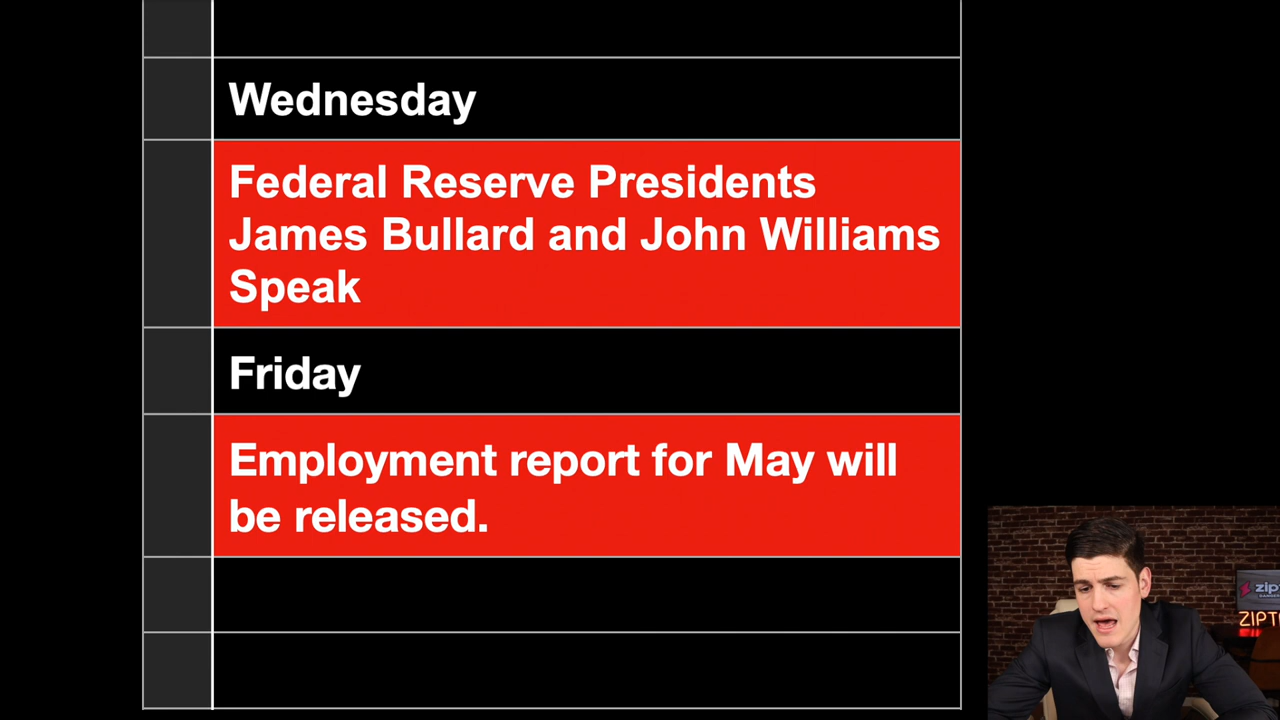 Wednesday
Federal Reserve Presidents
James Bullard and John Williams
Speak
Friday
Employment report for May will
be released.